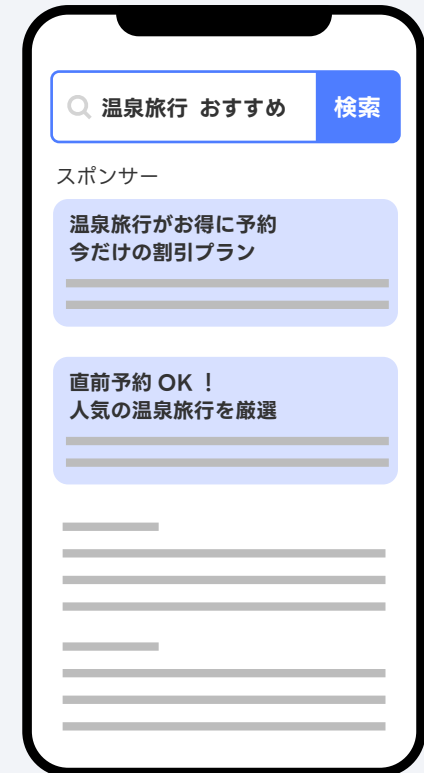 温泉旅行 おすすめ
検索
スポンサー
温泉旅行がお得に予約
今だけの割引プラン
直前予約 OK！
人気の温泉旅行を厳選